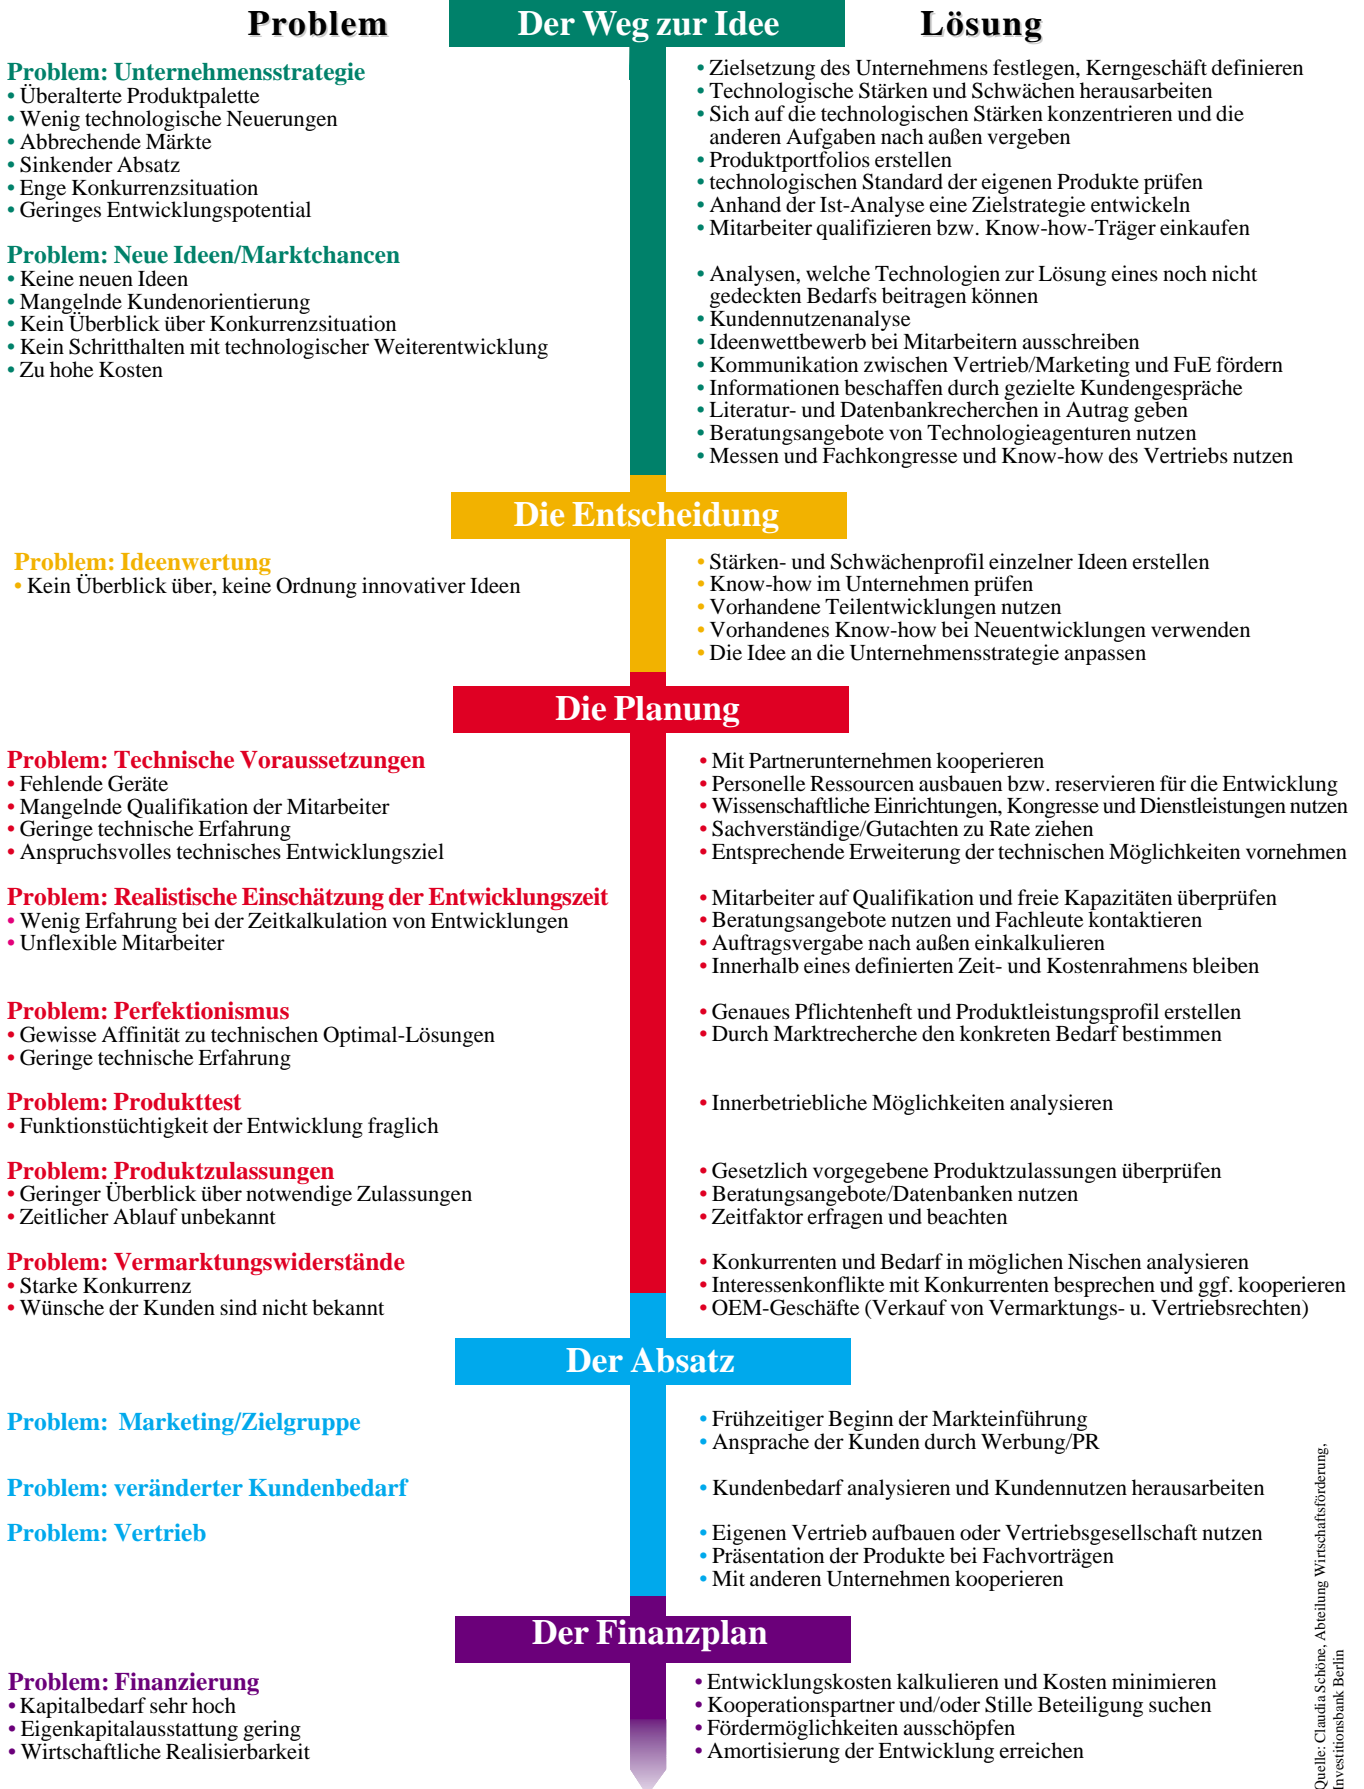 Problem
Der Weg zur Idee
Lösung
Problem: Unternehmensstrategie
• Überalterte Produktpalette
• Wenig technologische Neuerungen
• Abbrechende Märkte
• Sinkender Absatz
• Enge Konkurrenzsituation
• Geringes Entwicklungspotential
• Zielsetzung des Unternehmens festlegen, Kerngeschäft definieren
• Technologische Stärken und Schwächen herausarbeiten
• Sich auf die technologischen Stärken konzentrieren und die
anderen Aufgaben nach außen vergeben
• Produktportfolios erstellen
• technologischen Standard der eigenen Produkte prüfen
• Anhand der Ist-Analyse eine Zielstrategie entwickeln
• Mitarbeiter qualifizieren bzw. Know-how-Träger einkaufen
Problem: Neue Ideen/Marktchancen
• Keine neuen Ideen
• Mangelnde Kundenorientierung
• Kein Überblick über Konkurrenzsituation
• Kein Schritthalten mit technologischer Weiterentwicklung
• Zu hohe Kosten
• Analysen, welche Technologien zur Lösung eines noch nicht
gedeckten Bedarfs beitragen können
• Kundennutzenanalyse
• Ideenwettbewerb bei Mitarbeitern ausschreiben
• Kommunikation zwischen Vertrieb/Marketing und FuE fördern
• Informationen beschaffen durch gezielte Kundengespräche
• Literatur- und Datenbankrecherchen in Autrag geben
• Beratungsangebote von Technologieagenturen nutzen
• Messen und Fachkongresse und Know-how des Vertriebs nutzen
Die Entscheidung
Problem: Ideenwertung
• Kein Überblick über, keine Ordnung innovativer Ideen
• Stärken- und Schwächenprofil einzelner Ideen erstellen
• Know-how im Unternehmen prüfen
• Vorhandene Teilentwicklungen nutzen
• Vorhandenes Know-how bei Neuentwicklungen verwenden
• Die Idee an die Unternehmensstrategie anpassen
Die Planung
Problem: Technische Voraussetzungen
• Fehlende Geräte
• Mangelnde Qualifikation der Mitarbeiter
• Geringe technische Erfahrung
• Anspruchsvolles technisches Entwicklungsziel
• Mit Partnerunternehmen kooperieren
• Personelle Ressourcen ausbauen bzw. reservieren für die Entwicklung
• Wissenschaftliche Einrichtungen, Kongresse und Dienstleistungen nutzen
• Sachverständige/Gutachten zu Rate ziehen
• Entsprechende Erweiterung der technischen Möglichkeiten vornehmen
Problem: Realistische Einschätzung der Entwicklungszeit
• Wenig Erfahrung bei der Zeitkalkulation von Entwicklungen
• Unflexible Mitarbeiter
• Mitarbeiter auf Qualifikation und freie Kapazitäten überprüfen
• Beratungsangebote nutzen und Fachleute kontaktieren
• Auftragsvergabe nach außen einkalkulieren
• Innerhalb eines definierten Zeit- und Kostenrahmens bleiben
Problem: Perfektionismus
• Gewisse Affinität zu technischen Optimal-Lösungen
• Geringe technische Erfahrung
• Genaues Pflichtenheft und Produktleistungsprofil erstellen
• Durch Marktrecherche den konkreten Bedarf bestimmen
Problem: Produkttest
• Funktionstüchtigkeit der Entwicklung fraglich
• Innerbetriebliche Möglichkeiten analysieren
Problem: Produktzulassungen
• Geringer Überblick über notwendige Zulassungen
• Zeitlicher Ablauf unbekannt
• Gesetzlich vorgegebene Produktzulassungen überprüfen
• Beratungsangebote/Datenbanken nutzen
• Zeitfaktor erfragen und beachten
Problem: Vermarktungswiderstände
• Starke Konkurrenz
• Wünsche der Kunden sind nicht bekannt
• Konkurrenten und Bedarf in möglichen Nischen analysieren
• Interessenkonflikte mit Konkurrenten besprechen und ggf. kooperieren
• OEM-Geschäfte (Verkauf von Vermarktungs- u. Vertriebsrechten)
Der Absatz
Problem: Marketing/Zielgruppe
• Frühzeitiger Beginn der Markteinführung
• Ansprache der Kunden durch Werbung/PR
Problem: veränderter Kundenbedarf
• Kundenbedarf analysieren und Kundennutzen herausarbeiten
Problem: Vertrieb
• Eigenen Vertrieb aufbauen oder Vertriebsgesellschaft nutzen
• Präsentation der Produkte bei Fachvorträgen
• Mit anderen Unternehmen kooperieren
Der Finanzplan
Problem: Finanzierung
• Kapitalbedarf sehr hoch
• Eigenkapitalausstattung gering
• Wirtschaftliche Realisierbarkeit
• Entwicklungskosten kalkulieren und Kosten minimieren
• Kooperationspartner und/oder Stille Beteiligung suchen
• Fördermöglichkeiten ausschöpfen
• Amortisierung der Entwicklung erreichen
Quelle: Claudia Schöne, Abteilung Wirtschaftsförderung,
Investitionsbank Berlin